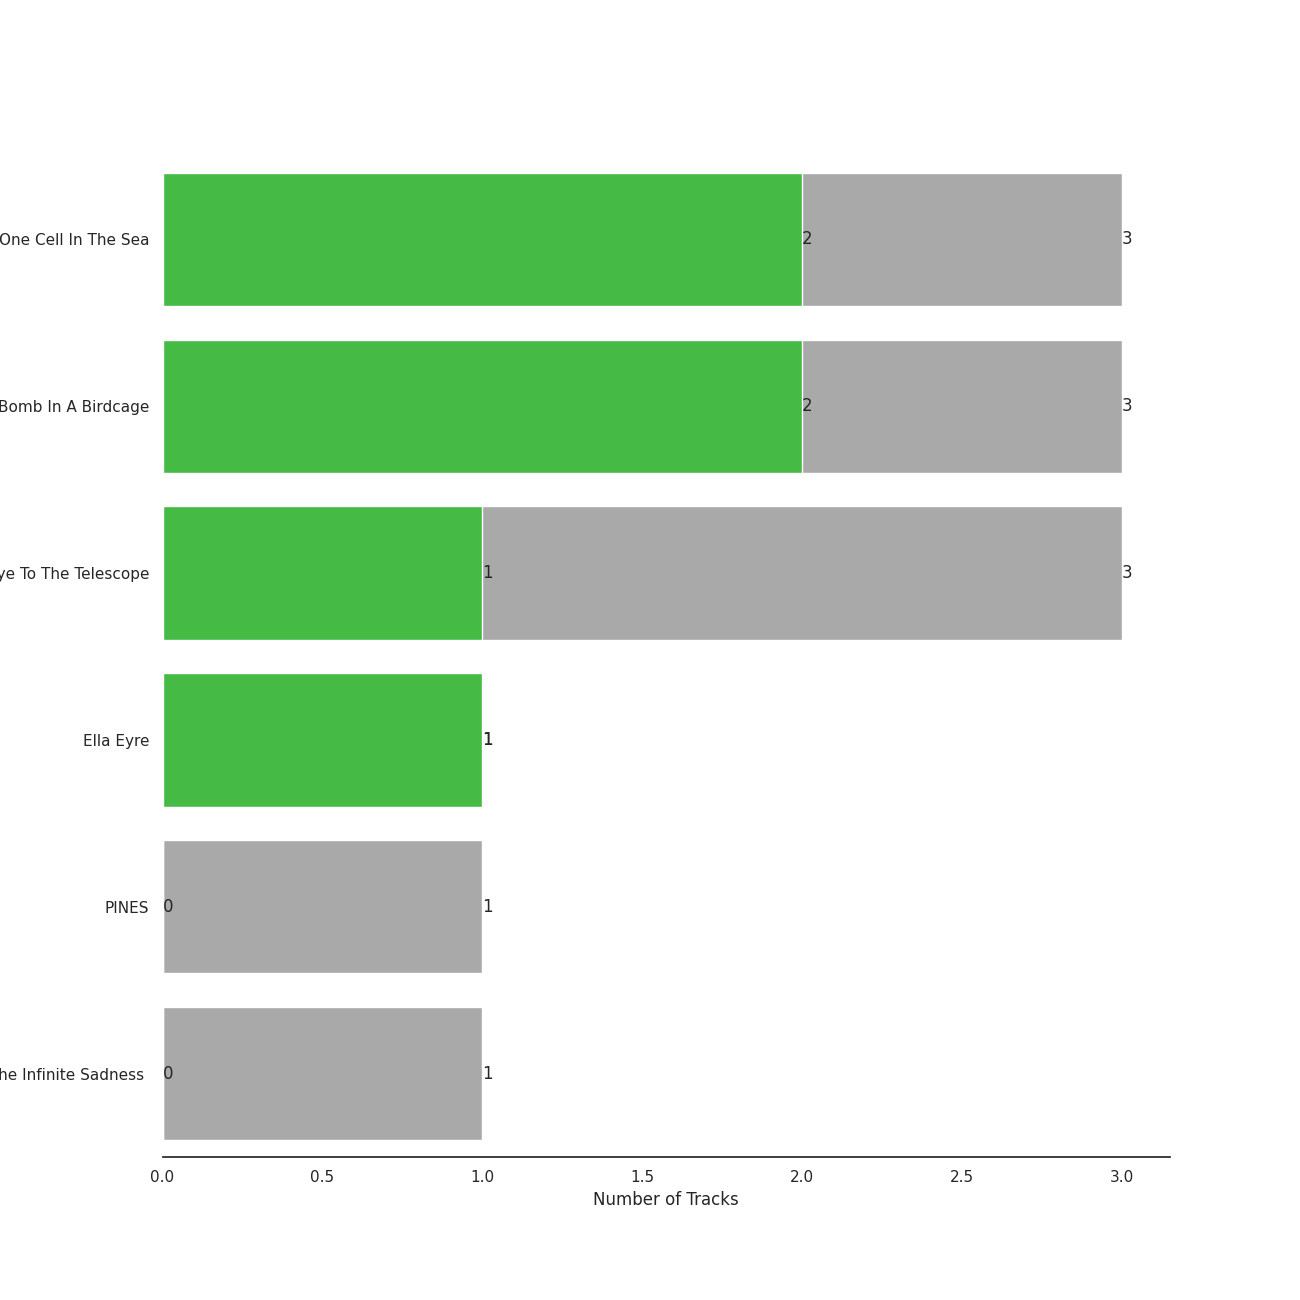 One Cell In The Sea 2 3
Bomb In A Birdcage 2 3
To The Telescope 1 3
Ella Eyre 1
PINES 0 1
Infinite Sadness 0 1
0.0 0.5 1.0 1.5 2.0 2.5 3.0
Number of Tracks